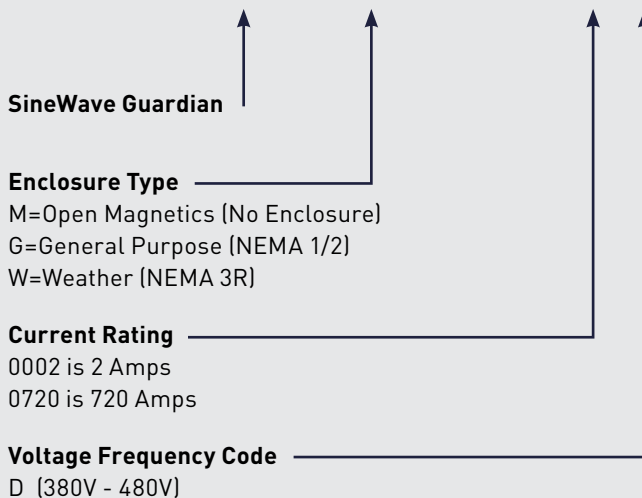 SineWave Guardian
Enclosure Type
M=Open Magnetics (No Enclosure)
G=General Purpose (NEMA 1/2)
W=Weather (NEMA 3R)
Current Rating
0002 is 2 Amps
0720 is 720 Amps
Voltage Frequency Code
D (380V - 480V)